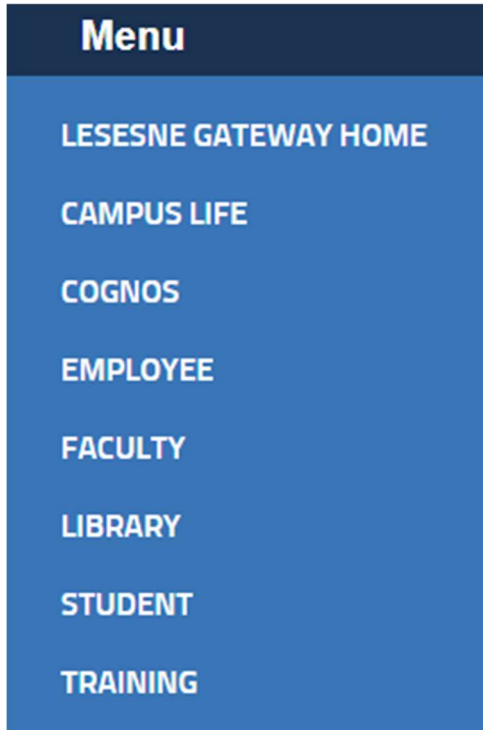 Menu
LESESNE GATEWAY HOME
CAMPUS LIFE
COGNOS
EMPLOYEE
FACULTY
LIBRARY
STUDENT
TRAINING